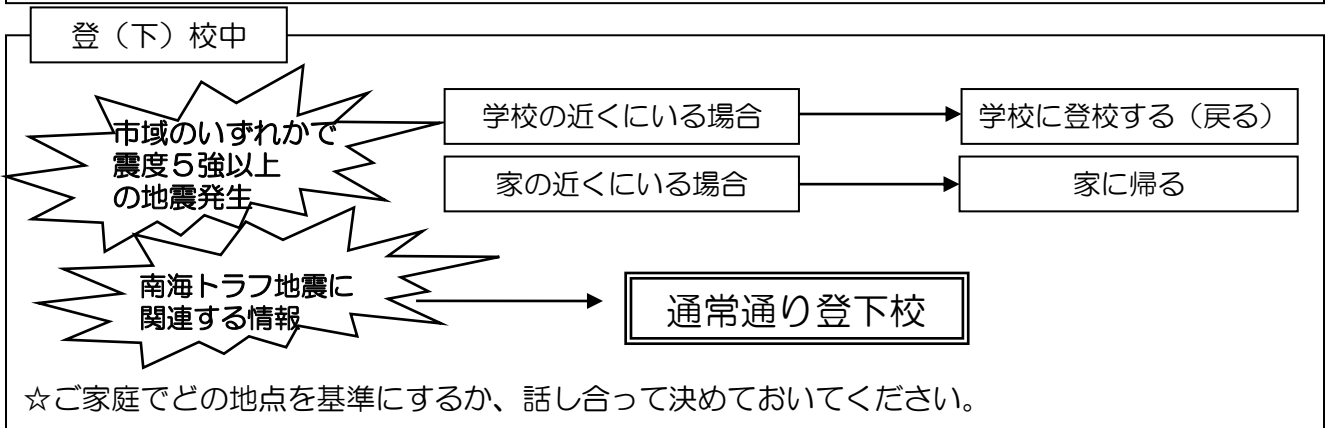 登（下）校中
市域のいずれかで
震度５強以上
の地震発生
学校の近くにいる場合
学校に登校する（戻る）
家の近くにいる場合
家に帰る
南海トラフ地震に
関連する情報
通常通り登下校
☆ご家庭でどの地点を基準にするか、話し合って決めておいてください。